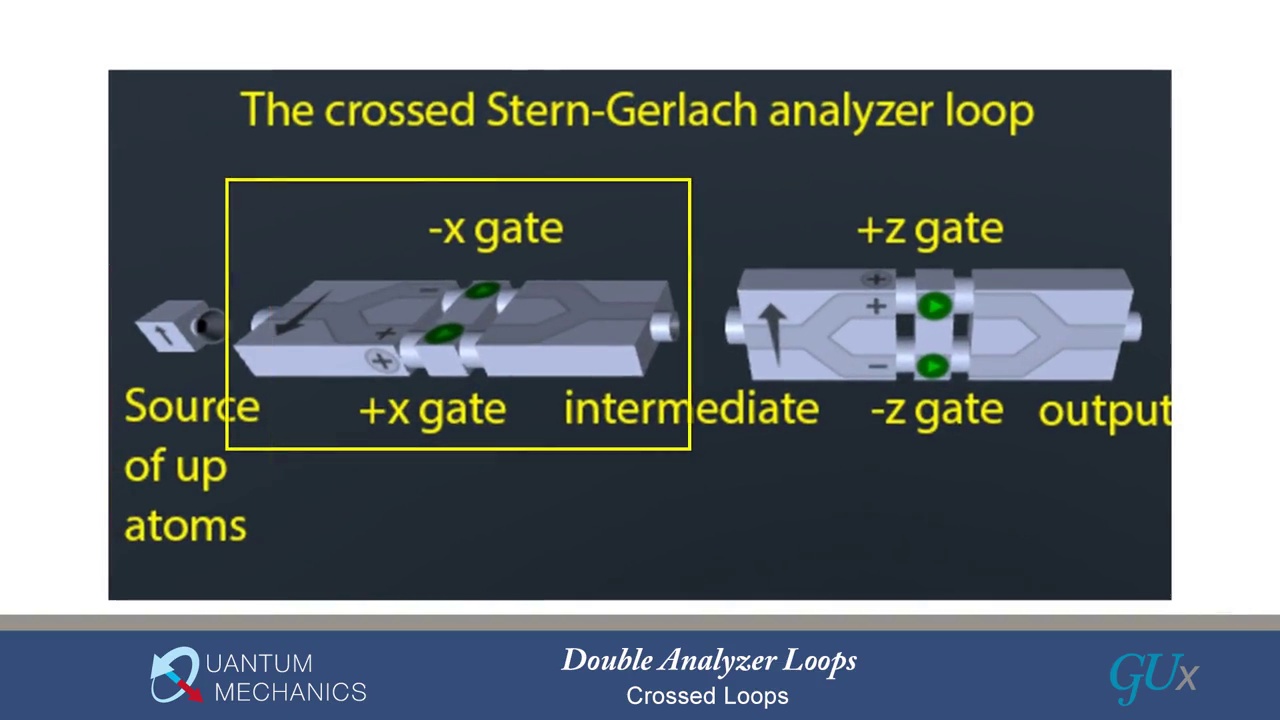 The crossed Stern-Gerlach analyzer loop
-x gate
+z gate
−
+
+
+
+
−
Source
of up
atoms
+x gate
intermediate
-z gate
output
QUANTUM
MECHANICS
Double Analyzer Loops
Crossed Loops
GUx